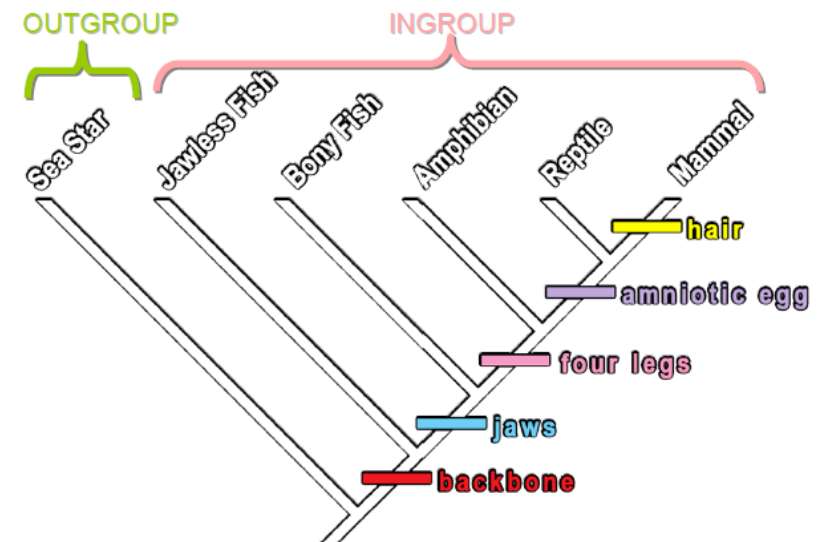 OUTGROUP
INGROUP
Sea Star
Jawless Fish
Bony Fish
Amphibian
Reptile
Mammal
hair
amniotic egg
four legs
jaws
backbone